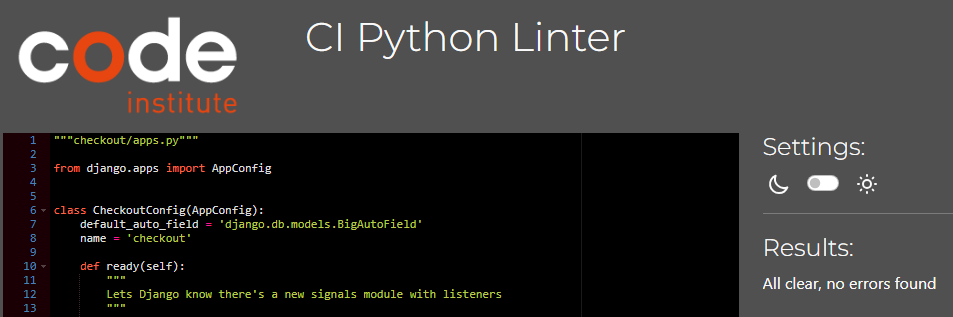 code
institute
CI Python Linter
1 """checkout/apps.py"""
2
3 from django.apps import AppConfig
4
5
6 class CheckoutConfig(AppConfig):
7 default_auto_field = 'django.db.models.BigAutoField'
8 name = 'checkout'
9
10 def ready(self):
11 """
12 Lets Django know there's a new signals module with listeners
13 """
Settings:
Results:
All clear, no errors found